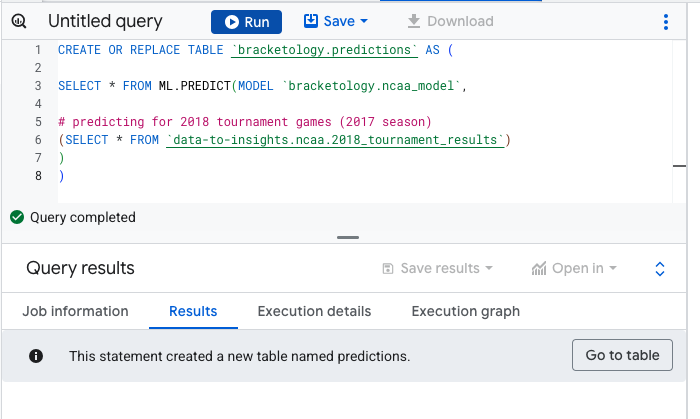 Untitled query Run Save Download
1 CREATE OR REPLACE TABLE `bracketology.predictions` AS (
2
3 SELECT * FROM ML.PREDICT(MODEL `bracketology.ncaa_model`,
4
5 # predicting for 2018 tournament games (2017 season)
6 (SELECT * FROM `data-to-insights.ncaa.2018_tournament_results`)
7 )
8 )
Query completed
Query results Save results Open in
Job information Results Execution details Execution graph
This statement created a new table named predictions. Go to table